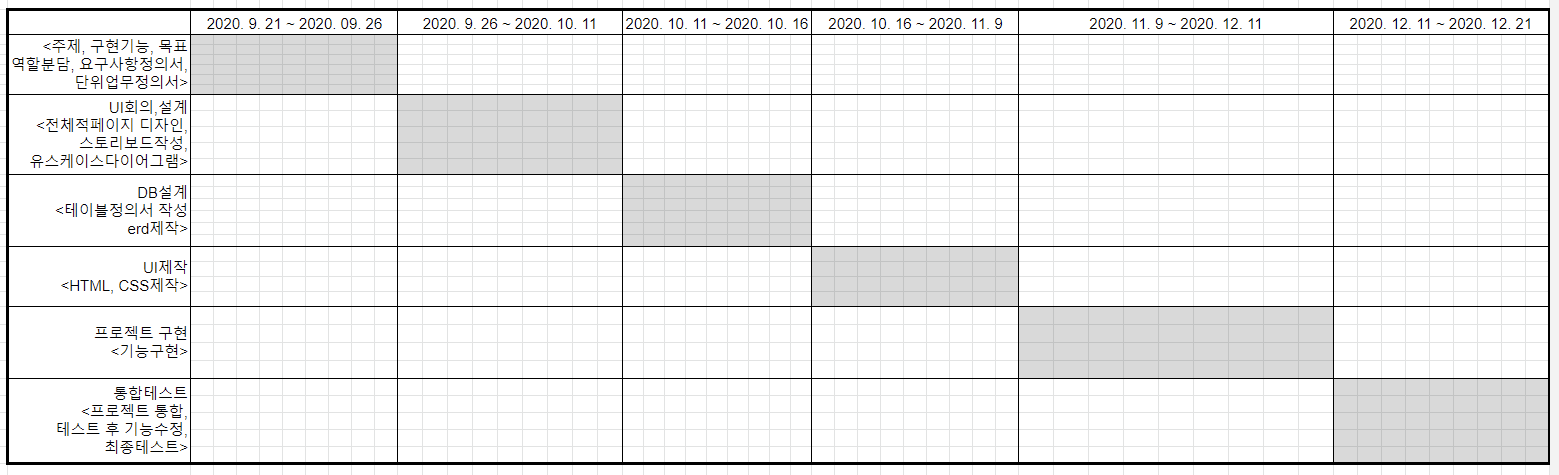 2020. 9. 21 ~ 2020. 09. 26
2020. 9. 26 ~ 2020. 10. 11
2020. 10. 11 ~ 2020. 10. 16
2020. 10. 16 ~ 2020. 11. 9
2020. 11. 9 ~ 2020. 12. 11
2020. 12. 11 ~ 2020. 12. 21
<주제, 구현기능, 목표
역할분담, 요구사항정의서,
단위업무정의서>
UI회의,설계
<전체적페이지 디자인,
스토리보드작성,
유스케이스다이어그램>
DB설계
<테이블정의서 작성
erd제작>
UI제작
<HTML, CSS제작>
프로젝트 구현
<기능구현>
통합테스트
<프로젝트 통합,
테스트 후 기능수정,
최종테스트>